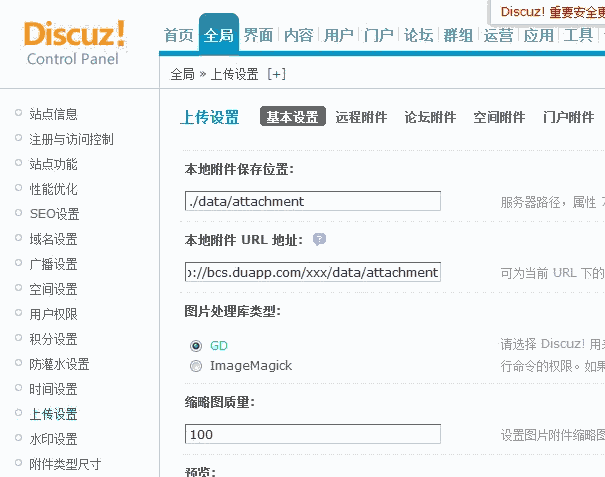 Discuz!
Control Panel
Discuz! 重要安全更
首页 全局 界面 内容 用户 门户 论坛 群组 运营 应用 工具
全局 » 上传设置 [+]
站点信息
注册与访问控制
站点功能
性能优化
SEO设置
域名设置
广播设置
空间设置
用户权限
积分设置
防灌水设置
时间设置
上传设置
水印设置
附件类型尺寸
上传设置 基本设置 远程附件 论坛附件 空间附件 门户附件
本地附件保存位置:
./data/attachment
服务器路径，属性 7
本地附件 URL 地址: ?
p://bcs.duapp.com/xxx/data/attachment
可为当前 URL 下的
图片处理库类型:
GD
ImageMagick
请选择 Discuz! 用来
行命令的权限。如果
缩略图质量:
100
设置图片附件缩略图
预览: